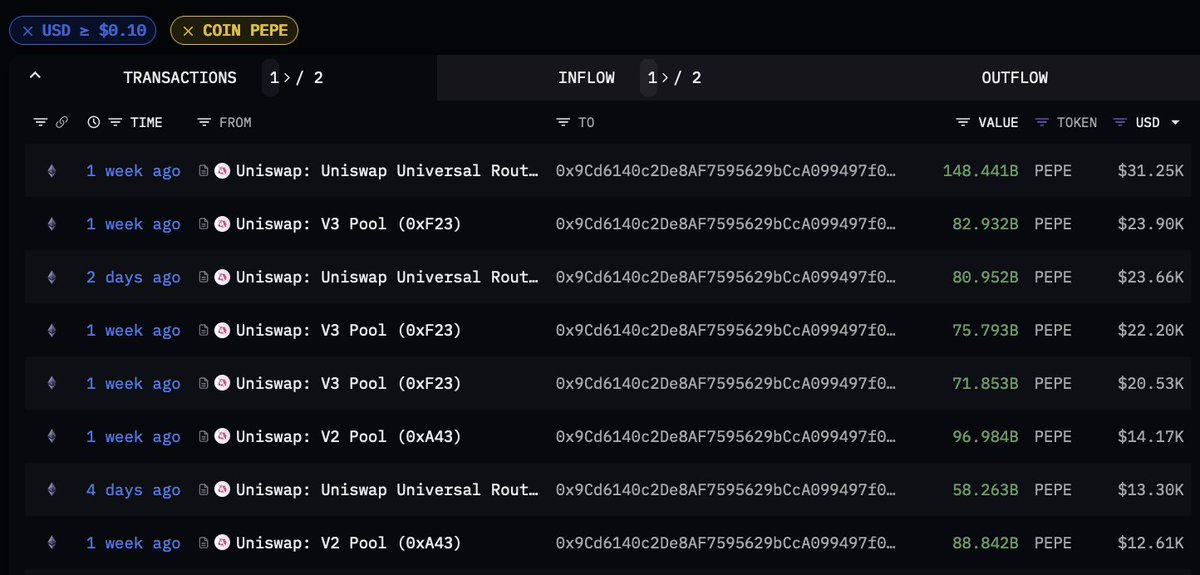 × USD ≥ $0.10 × COIN PEPE
TRANSACTIONS 1 > / 2 INFLOW 1 > / 2 OUTFLOW
TIME FROM TO VALUE TOKEN USD
1 week ago Uniswap: Uniswap Universal Rout… 0x9Cd6140c2De8AF7595629bCcA099497f0… 148.441B PEPE $31.25K
1 week ago Uniswap: V3 Pool (0xF23) 0x9Cd6140c2De8AF7595629bCcA099497f0… 82.932B PEPE $23.90K
2 days ago Uniswap: Uniswap Universal Rout… 0x9Cd6140c2De8AF7595629bCcA099497f0… 80.952B PEPE $23.66K
1 week ago Uniswap: V3 Pool (0xF23) 0x9Cd6140c2De8AF7595629bCcA099497f0… 75.793B PEPE $22.20K
1 week ago Uniswap: V3 Pool (0xF23) 0x9Cd6140c2De8AF7595629bCcA099497f0… 71.853B PEPE $20.53K
1 week ago Uniswap: V2 Pool (0xA43) 0x9Cd6140c2De8AF7595629bCcA099497f0… 96.984B PEPE $14.17K
4 days ago Uniswap: Uniswap Universal Rout… 0x9Cd6140c2De8AF7595629bCcA099497f0… 58.263B PEPE $13.30K
1 week ago Uniswap: V2 Pool (0xA43) 0x9Cd6140c2De8AF7595629bCcA099497f0… 88.842B PEPE $12.61K